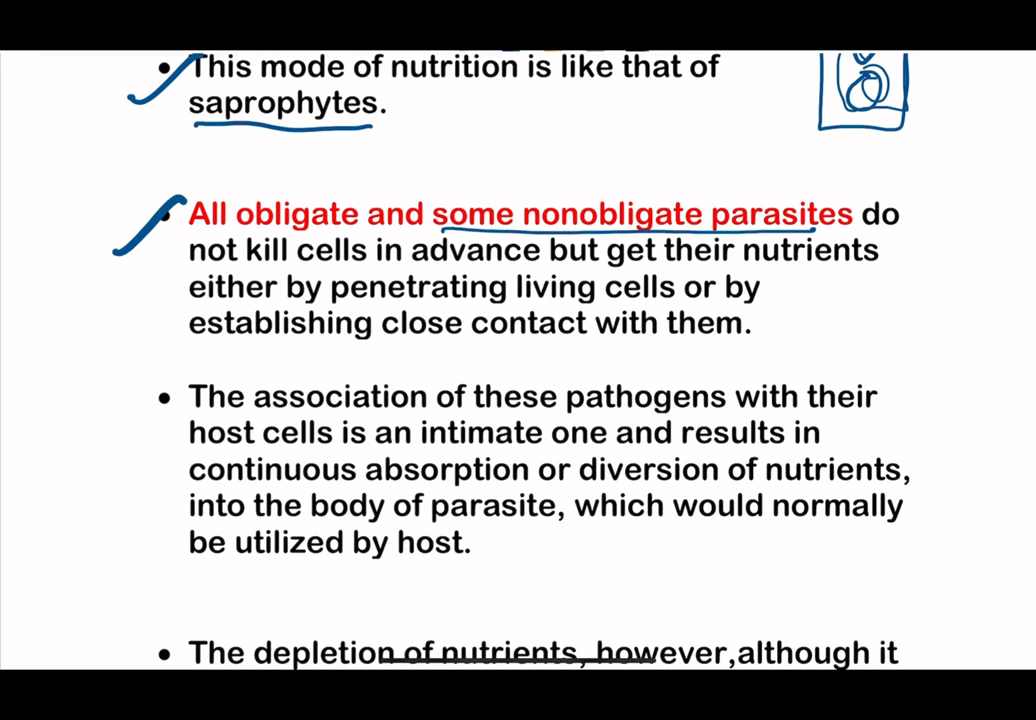 • This mode of nutrition is like that of
saprophytes.
• All obligate and some nonobligate parasites do
not kill cells in advance but get their nutrients
either by penetrating living cells or by
establishing close contact with them.
• The association of these pathogens with their
host cells is an intimate one and results in
continuous absorption or diversion of nutrients,
into the body of parasite, which would normally
be utilized by host.
• The depletion of nutrients, however,although it